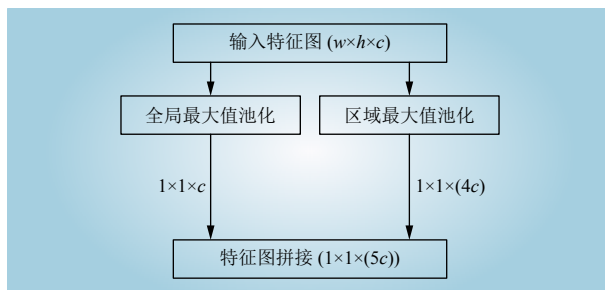 输入特征图 (w×h×c)
全局最大值池化
区域最大值池化
1×1×c
1×1×(4c)
特征图拼接 (1×1×(5c))